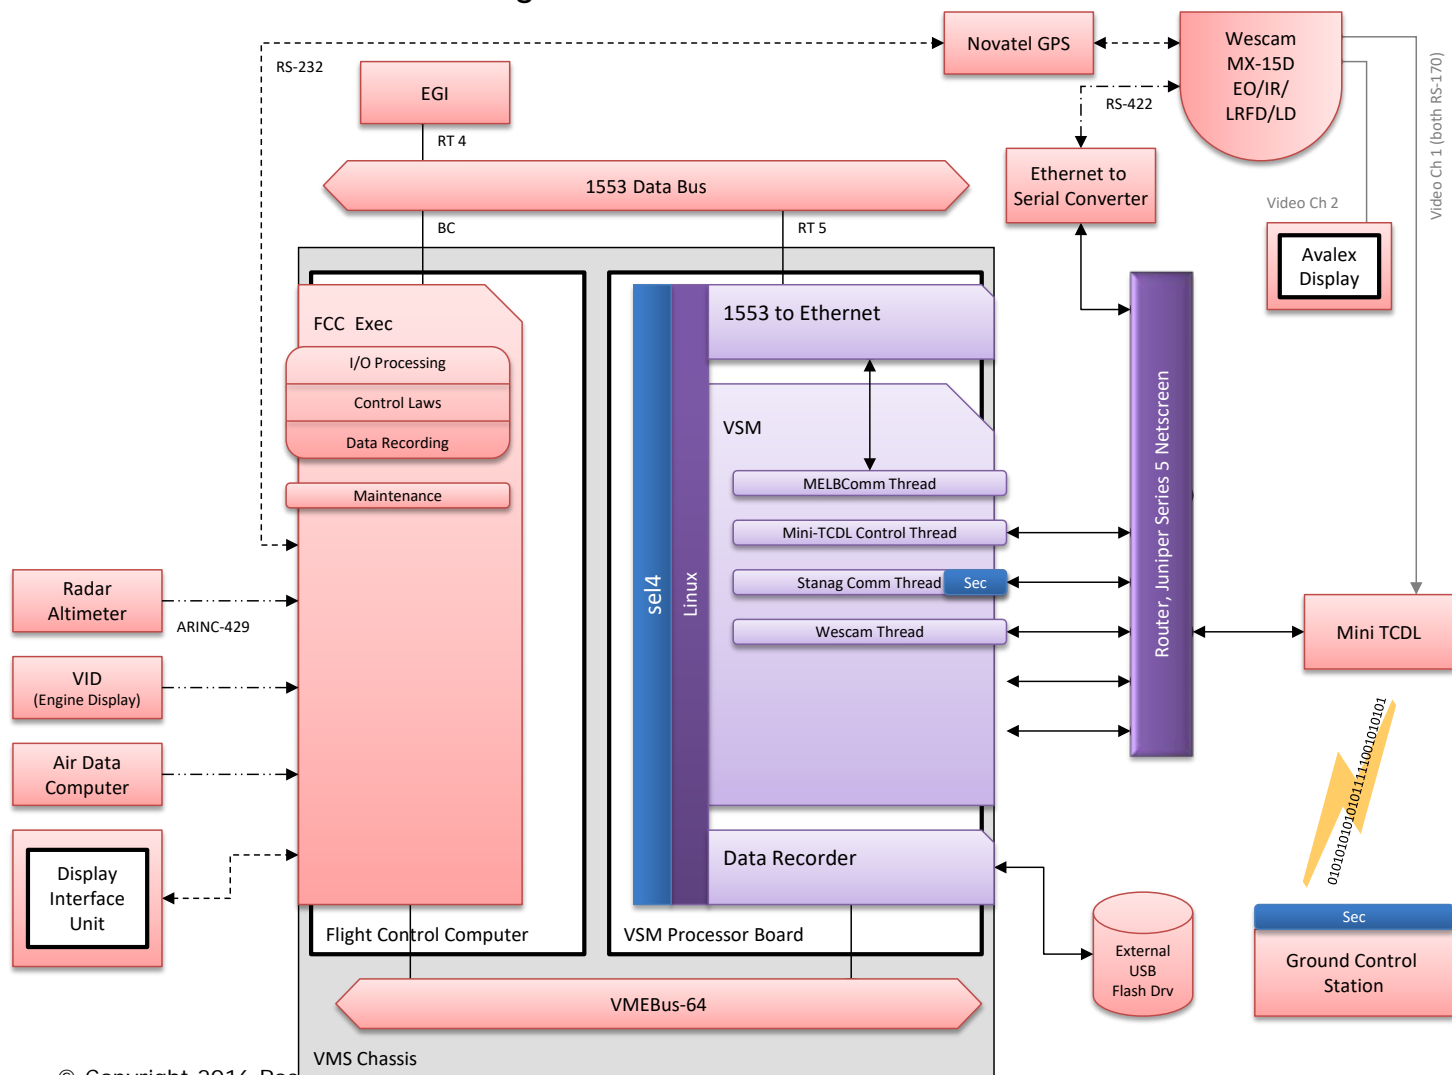 Novatel GPS
Wescam
MX-15D
EO/IR/
LRFD/LD
RS-232
EGI
RS-422
Video Ch 1 (both RS-170)
RT 4
1553 Data Bus
Ethernet to
Serial Converter
Video Ch 2
BC
RT 5
Avalex
Display
FCC Exec
1553 to Ethernet
I/O Processing
Control Laws
Data Recording
VSM
Maintenance
MELBComm Thread
Mini-TCDL Control Thread
Stanag Comm Thread
Sec
Wescam Thread
sel4
Linux
Router, Juniper Series 5 Netscreen
Radar
Altimeter
ARINC-429
Mini TCDL
VID
(Engine Display)
Air Data
Computer
Display
Interface
Unit
Data Recorder
Flight Control Computer
VSM Processor Board
External
USB
Flash Drv
Sec
Ground Control
Station
VMEBus-64
VMS Chassis